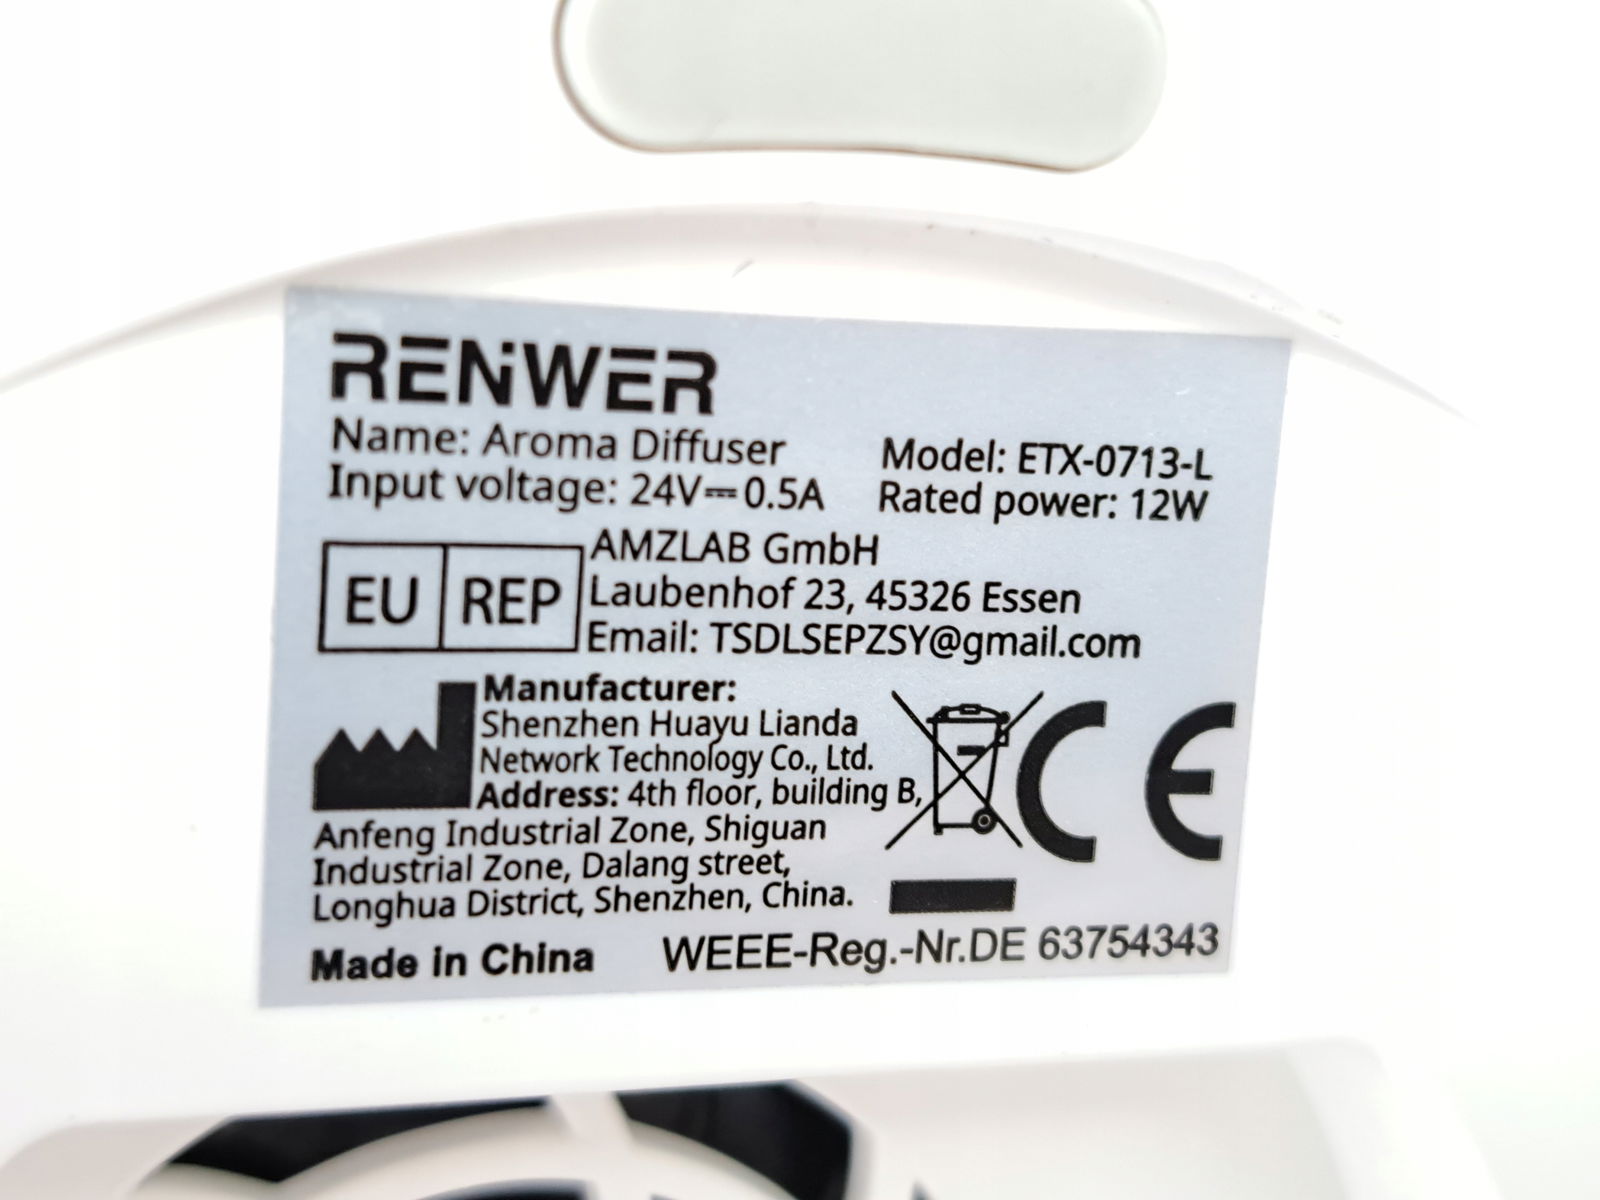 RENWER
Name: Aroma Diffuser Model: ETX-0713-L
Input voltage: 24V⎓0.5A Rated power: 12W
EU REP
AMZLAB GmbH
Laubenhof 23, 45326 Essen
Email: TSDLSEPZSY@gmail.com
Manufacturer:
Shenzhen Huayu Lianda
Network Technology Co., Ltd.
Address: 4th floor, building B,
Anfeng Industrial Zone, Shiguan
Industrial Zone, Dalang street,
Longhua District, Shenzhen, China.
CE
Made in China WEEE-Reg.-Nr.DE 63754343